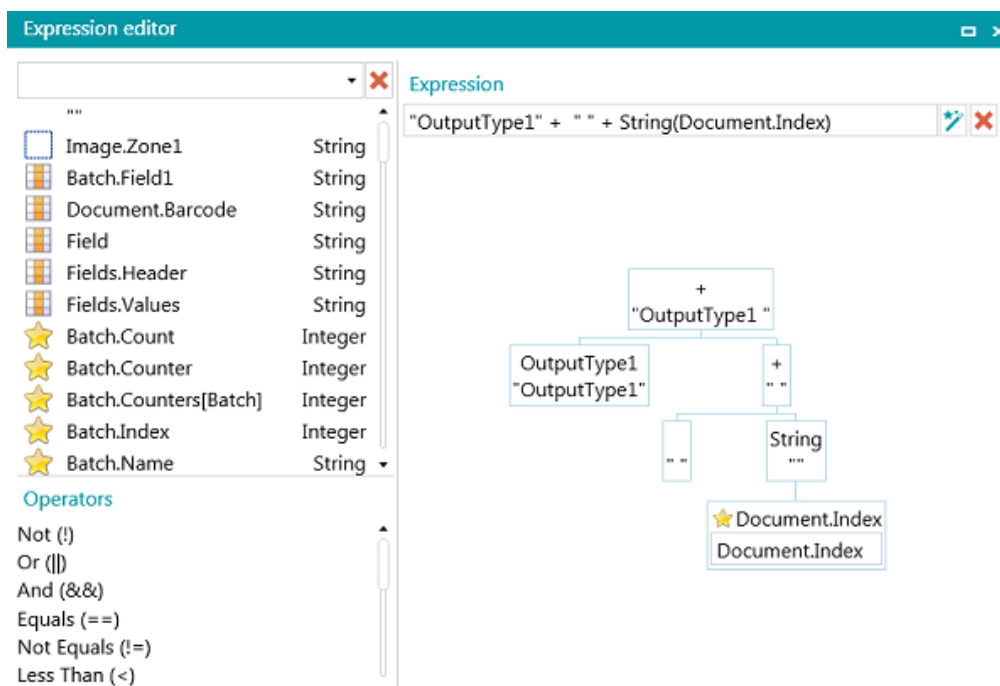 Expression editor
""
Image.Zone1 String
Batch.Field1 String
Document.Barcode String
Field String
Fields.Header String
Fields.Values String
Batch.Count Integer
Batch.Counter Integer
Batch.Counters[Batch] Integer
Batch.Index Integer
Batch.Name String
Operators
Not (!)
Or (||)
And (&&)
Equals (==)
Not Equals (!=)
Less Than (<)
Expression
"OutputType1" + " " + String(Document.Index)
+
"OutputType1 "
OutputType1
"OutputType1"
+
" "
" "
String
""
Document.Index
Document.Index